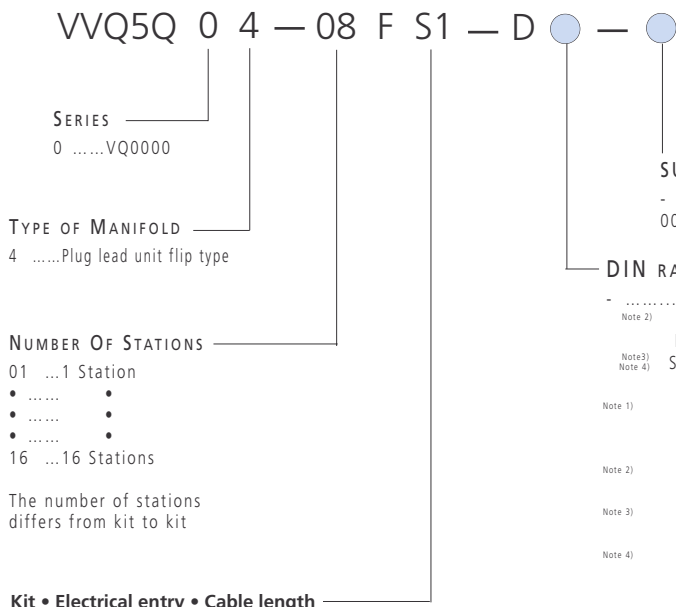 VVQ5Q 0 4 — 08 F S1 — D —
SERIES
0 ……VQ0000
TYPE OF MANIFOLD
4 ……Plug lead unit flip type
NUMBER OF STATIONS
01 …1 Station
• …… •
• …… •
• …… •
16 …16 Stations
The number of stations
differs from kit to kit
Kit • Electrical entry • Cable length
-
DIN
- ……...
Note 2)
Note3)
Note 4)
Note 1)
Note 2)
Note 3)
Note 4)